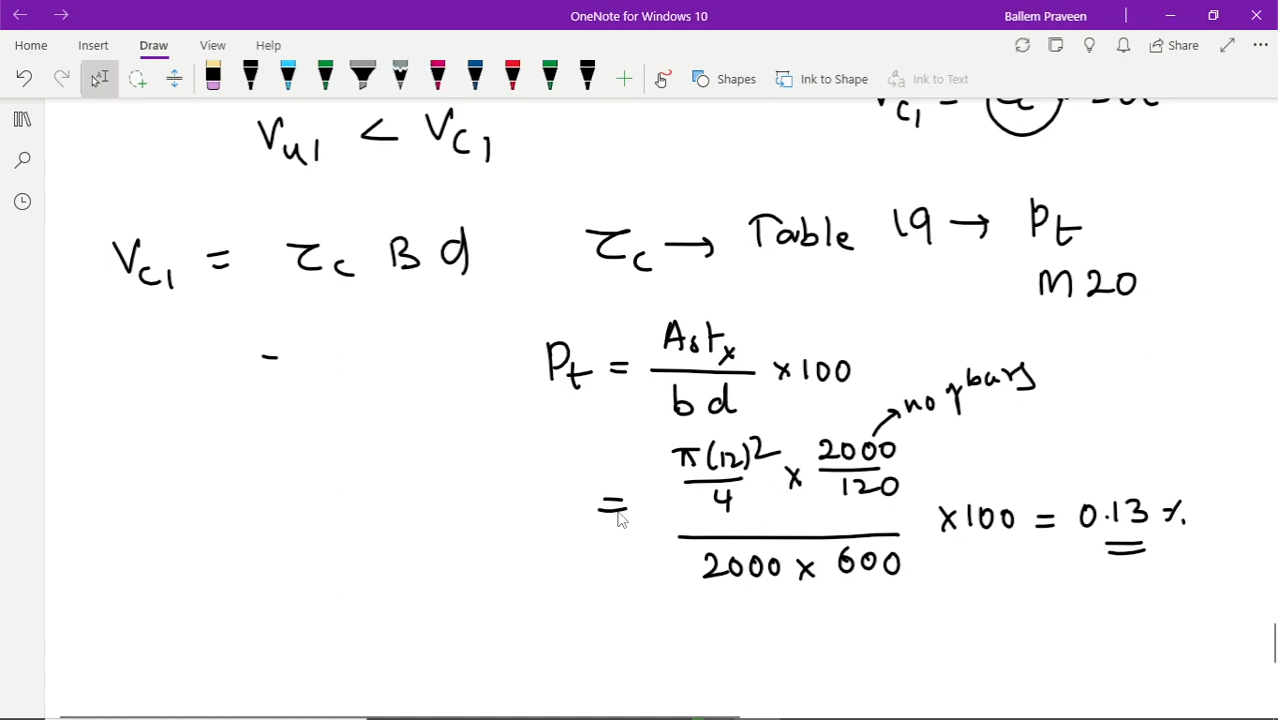 OneNote for Windows 10
Ballem Praveen
Home Insert Draw View Help
Share
Shapes
Ink to Shape
Ink to Text
Vu1 < Vc1
Vc1 =
Vc1 = τc B d
τc → Table 19 → Pt
M20
=
Pt = Astx / b d × 100
→ no of bars
= π(12)²/4 × 2000/120 / 2000 × 600 × 100 = 0.13 %